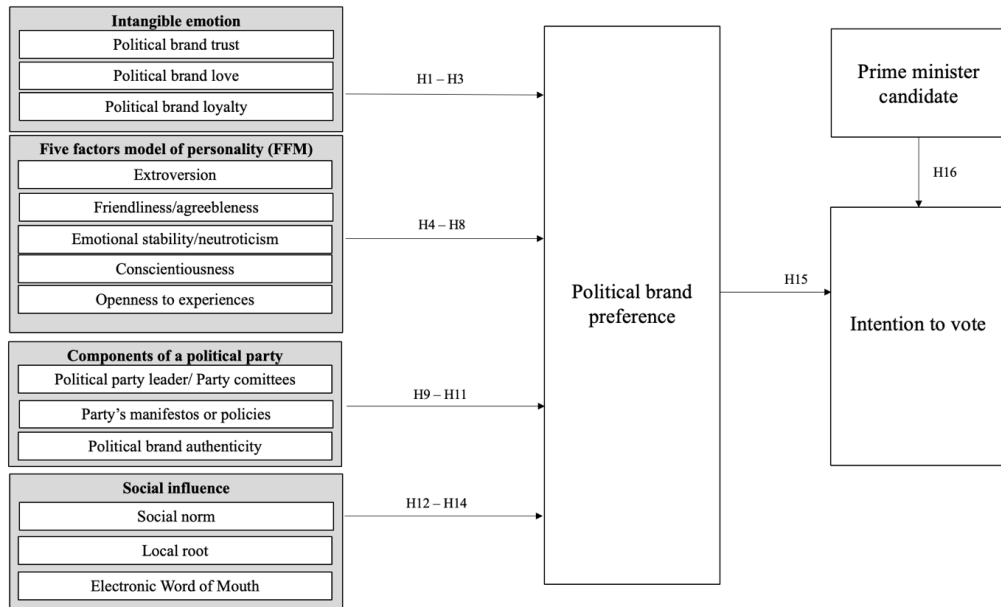 Intangible emotion
Political brand trust
Political brand love
Political brand loyalty
H1 – H3
Five factors model of personality (FFM)
Extroversion
Friendliness/agreebleness
Emotional stability/neutroticism
Conscientiousness
Openness to experiences
H4 – H8
Components of a political party
Political party leader/ Party comittees
Party's manifestos or policies
Political brand authenticity
H9 – H11
Social influence
Social norm
Local root
Electronic Word of Mouth
H12 – H14
Political brand
preference
H15
Prime minister
candidate
H16
Intention to vote